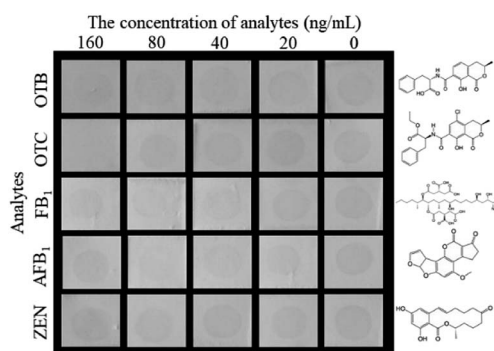 The concentration of analytes (ng/mL)
160 80 40 20 0
Analytes
OTB
OTC
FB₁
AFB₁
ZEN